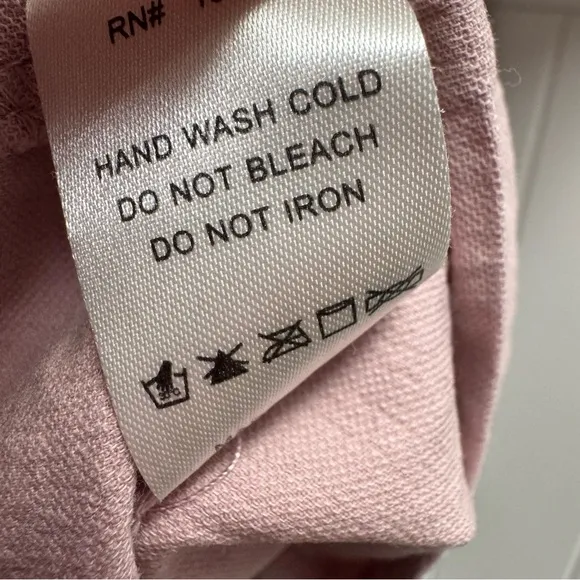 RN#
HAND WASH COLD
DO NOT BLEACH
DO NOT IRON